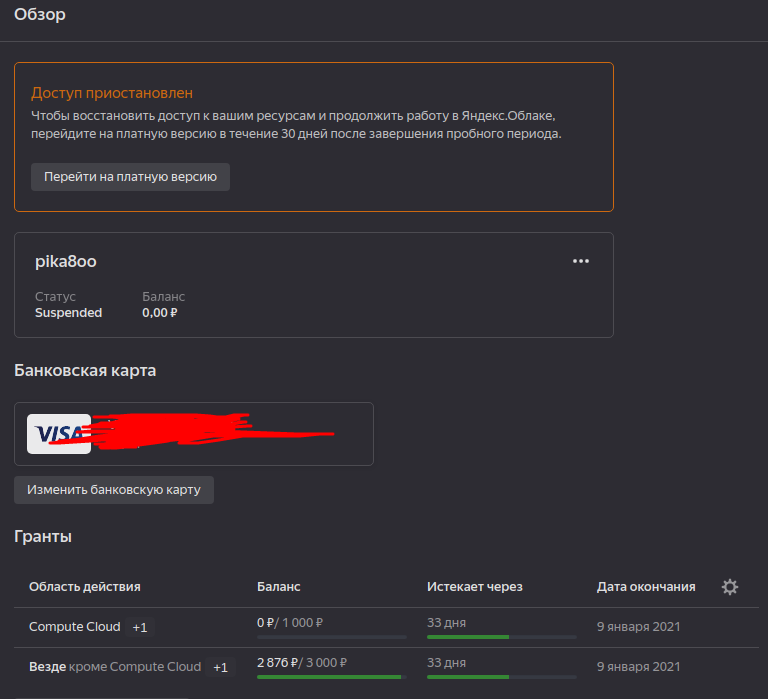 Обзор
Доступ приостановлен
Чтобы восстановить доступ к вашим ресурсам и продолжить работу в Яндекс.Облаке,
перейдите на платную версию в течение 30 дней после завершения пробного периода.
Перейти на платную версию
pika8oo
Статус Баланс
Suspended 0,00 ₽
Банковская карта
VISA
Изменить банковскую карту
Гранты
Область действия Баланс Истекает через Дата окончания
Compute Cloud +1 0 ₽/ 1 000 ₽ 33 дня 9 января 2021
Везде кроме Compute Cloud +1 2 876 ₽/ 3 000 ₽ 33 дня 9 января 2021